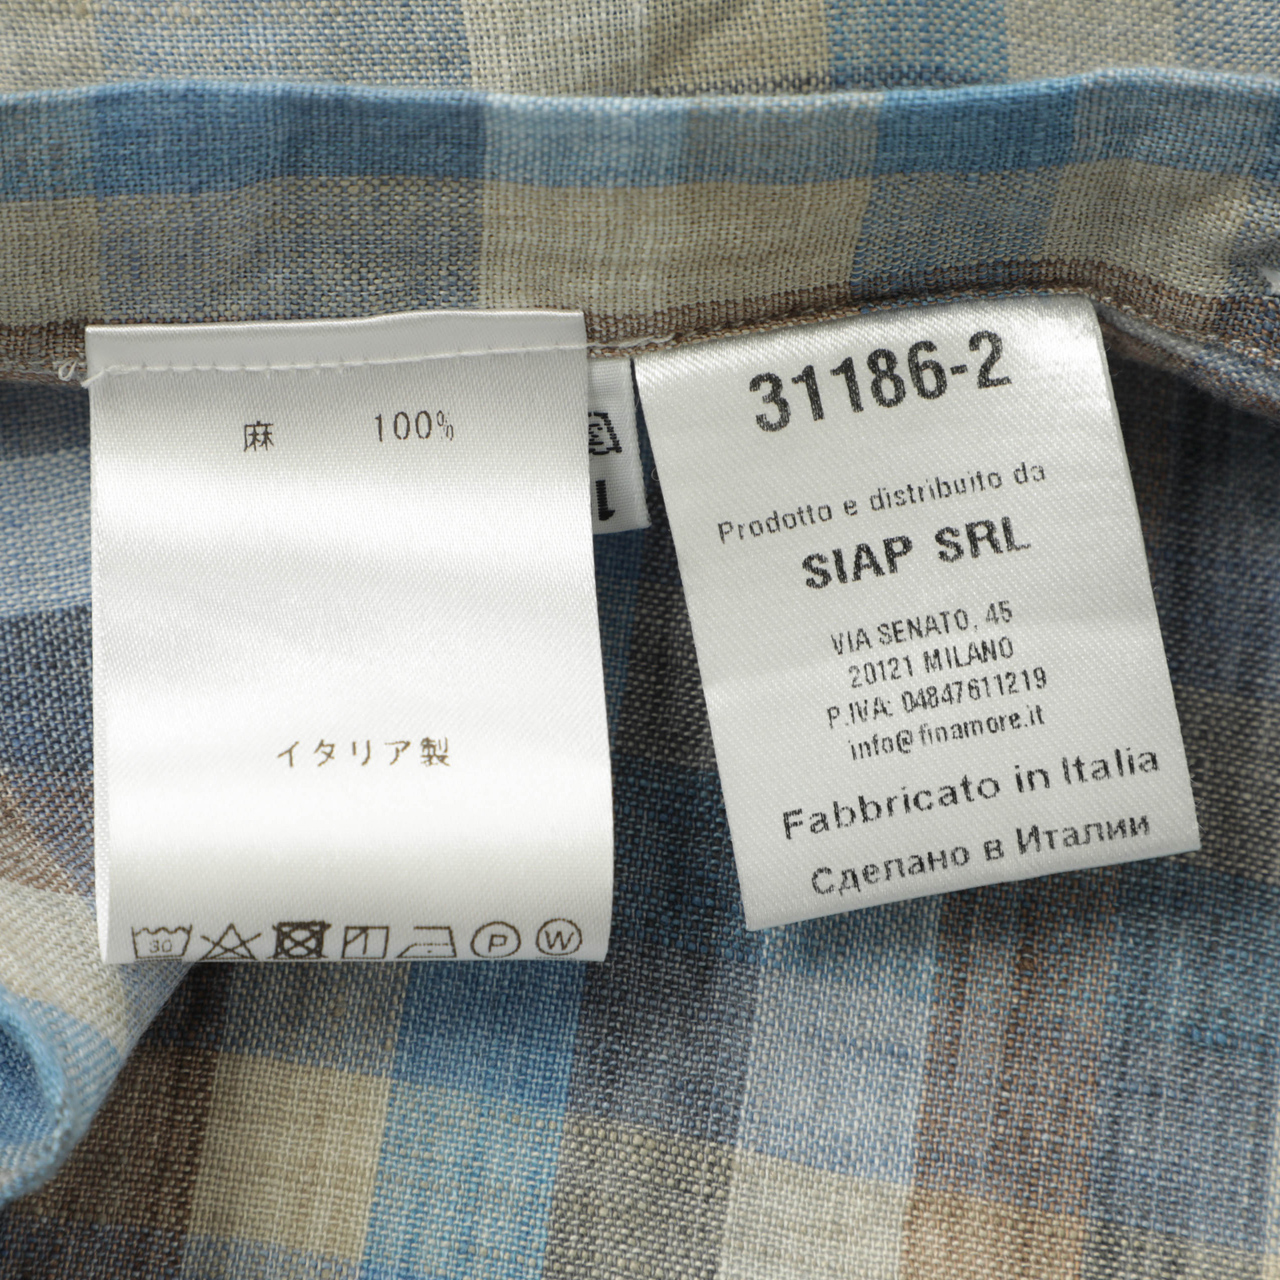 麻 100%
イタリア製
30
P
W
1
31186-2
Prodotto e distribuito da
SIAP SRL
VIA SENATO, 45
20121 MILANO
P.IVA: 04847611219
info@finamore.it
Fabbricato in Italia
Сделано в Италии